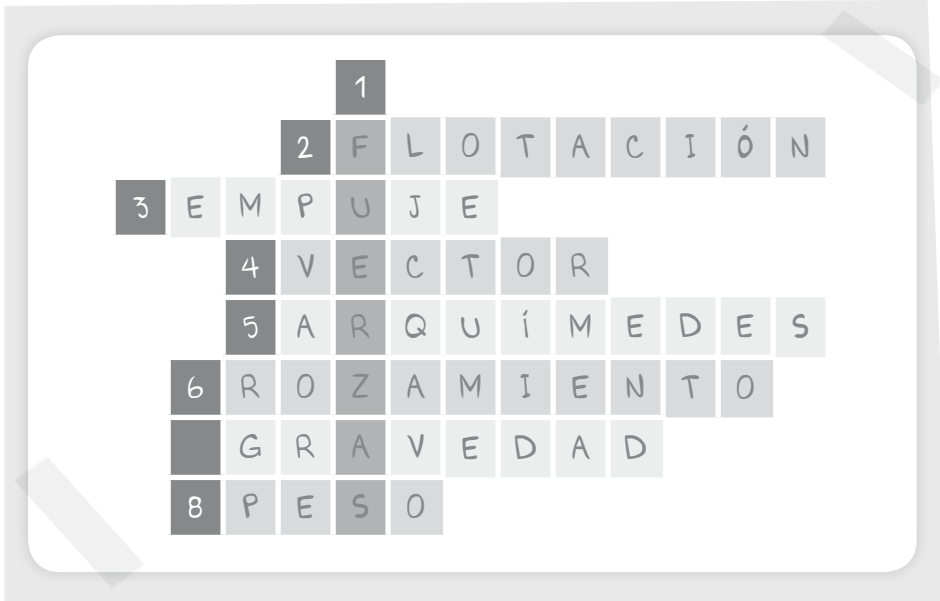 1
2 FLOTACIÓN
3 EMPUJE
4 VECTOR
5 ARQUÍMEDES
6 ROZAMIENTO
GRAVEDAD
8 PESO